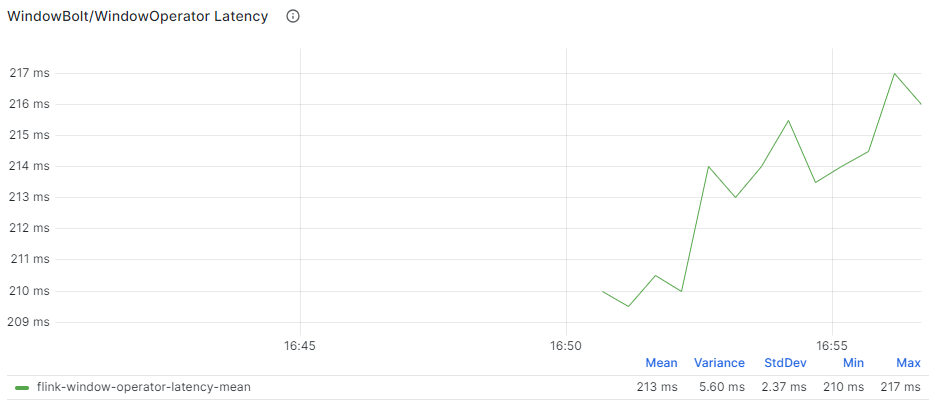 WindowBolt/WindowOperator Latency
217 ms
216 ms
215 ms
214 ms
213 ms
212 ms
211 ms
210 ms
209 ms
16:45 16:50 16:55
Mean Variance StdDev Min Max
flink-window-operator-latency-mean 213 ms 5.60 ms 2.37 ms 210 ms 217 ms